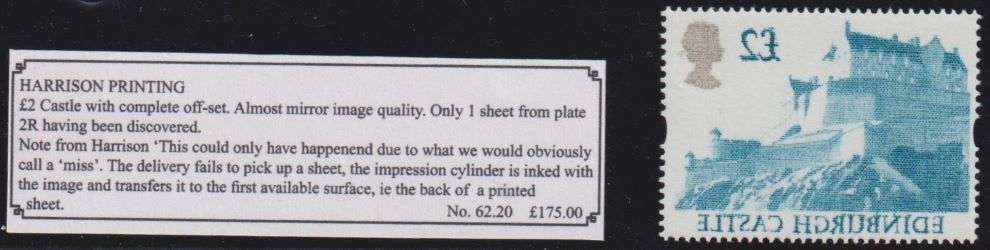 HARRISON PRINTING
£2 Castle with complete off-set. Almost mirror image quality. Only 1 sheet from plate
2R having been discovered.
Note from Harrison ‘This could only have happenend due to what we would obviously
call a ‘miss’. The delivery fails to pick up a sheet, the impression cylinder is inked with
the image and transfers it to the first available surface, ie the back of a printed
sheet.
No. 62.20 £175.00
£2
EDINBURGH CASTLE